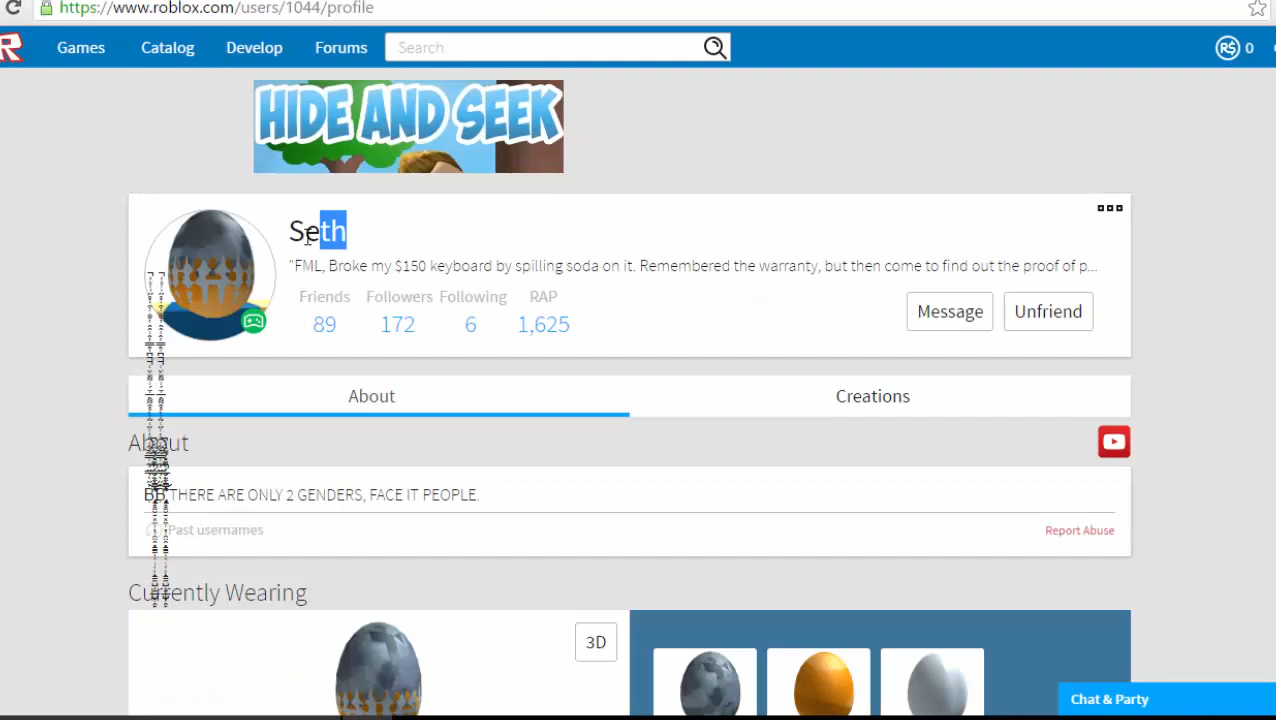 https://www.roblox.com/users/1044/profile
R Games Catalog Develop Forums Search R$ 0
HIDE AND SEEK
Seth
"FML, Broke my $150 keyboard by spilling soda on it. Remembered the warranty, but then come to find out the proof of p...
Friends Followers Following RAP
89 172 6 1,625
Message Unfriend
About Creations
About
BB THERE ARE ONLY 2 GENDERS, FACE IT PEOPLE.
Past usernames Report Abuse
Currently Wearing
3D
Chat & Party